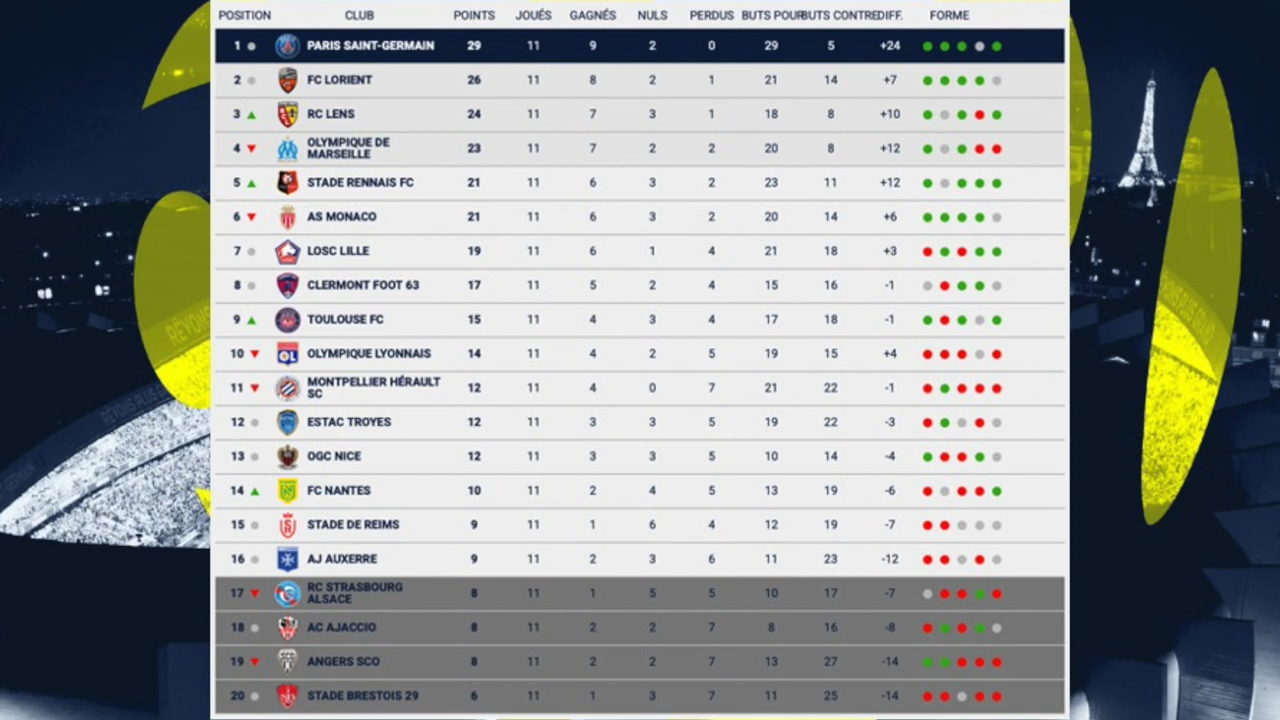 POSITION CLUB POINTS JOUÉS GAGNÉS NULS PERDUS BUTS POUR BUTS CONTRE DIFF. FORME
1 PARIS SAINT-GERMAIN 29 11 9 2 0 29 5 +24
2 FC LORIENT 26 11 8 2 1 21 14 +7
3 RC LENS 24 11 7 3 1 18 8 +10
4 OLYMPIQUE DE
MARSEILLE 23 11 7 2 2 20 8 +12
5 STADE RENNAIS FC 21 11 6 3 2 23 11 +12
6 AS MONACO 21 11 6 3 2 20 14 +6
7 LOSC LILLE 19 11 6 1 4 21 18 +3
8 CLERMONT FOOT 63 17 11 5 2 4 15 16 -1
9 TOULOUSE FC 15 11 4 3 4 17 18 -1
10 OLYMPIQUE LYONNAIS 14 11 4 2 5 19 15 +4
11 MONTPELLIER HÉRAULT
SC 12 11 4 0 7 21 22 -1
12 ESTAC TROYES 12 11 3 3 5 19 22 -3
13 OGC NICE 12 11 3 3 5 10 14 -4
14 FC NANTES 10 11 2 4 5 13 19 -6
15 STADE DE REIMS 9 11 1 6 4 12 19 -7
16 AJ AUXERRE 9 11 2 3 6 11 23 -12
17 RC STRASBOURG
ALSACE 8 11 1 5 5 10 17 -7
18 AC AJACCIO 8 11 2 2 7 8 16 -8
19 ANGERS SCO 8 11 2 2 7 13 27 -14
20 STADE BRESTOIS 29 6 11 1 3 7 11 25 -14